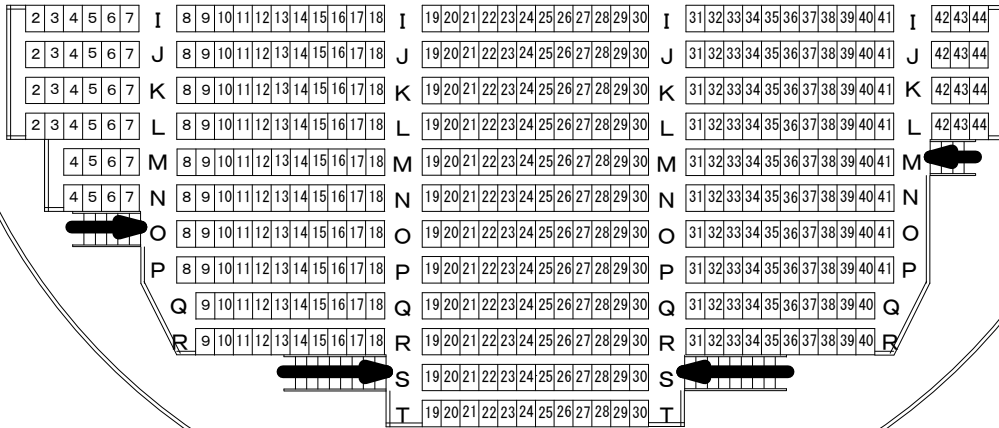 2 3 4 5 6 7 I 8 9 10 11 12 13 14 15 16 17 18 I 19 20 21 22 23 24 25 26 27 28 29 30 I 31 32 33 34 35 36 37 38 39 40 41 I 42 43 44
2 3 4 5 6 7 J 8 9 10 11 12 13 14 15 16 17 18 J 19 20 21 22 23 24 25 26 27 28 29 30 J 31 32 33 34 35 36 37 38 39 40 41 J 42 43 44
2 3 4 5 6 7 K 8 9 10 11 12 13 14 15 16 17 18 K 19 20 21 22 23 24 25 26 27 28 29 30 K 31 32 33 34 35 36 37 38 39 40 41 K 42 43 44
2 3 4 5 6 7 L 8 9 10 11 12 13 14 15 16 17 18 L 19 20 21 22 23 24 25 26 27 28 29 30 L 31 32 33 34 35 36 37 38 39 40 41 L 42 43 44
4 5 6 7 M 8 9 10 11 12 13 14 15 16 17 18 M 19 20 21 22 23 24 25 26 27 28 29 30 M 31 32 33 34 35 36 37 38 39 40 41 M
4 5 6 7 N 8 9 10 11 12 13 14 15 16 17 18 N 19 20 21 22 23 24 25 26 27 28 29 30 N 31 32 33 34 35 36 37 38 39 40 41 N
O 8 9 10 11 12 13 14 15 16 17 18 O 19 20 21 22 23 24 25 26 27 28 29 30 O 31 32 33 34 35 36 37 38 39 40 41 O
P 8 9 10 11 12 13 14 15 16 17 18 P 19 20 21 22 23 24 25 26 27 28 29 30 P 31 32 33 34 35 36 37 38 39 40 41 P
Q 9 10 11 12 13 14 15 16 17 18 Q 19 20 21 22 23 24 25 26 27 28 29 30 Q 31 32 33 34 35 36 37 38 39 40 Q
R 9 10 11 12 13 14 15 16 17 18 R 19 20 21 22 23 24 25 26 27 28 29 30 R 31 32 33 34 35 36 37 38 39 40 R
S 19 20 21 22 23 24 25 26 27 28 29 30 S
T 19 20 21 22 23 24 25 26 27 28 29 30 T